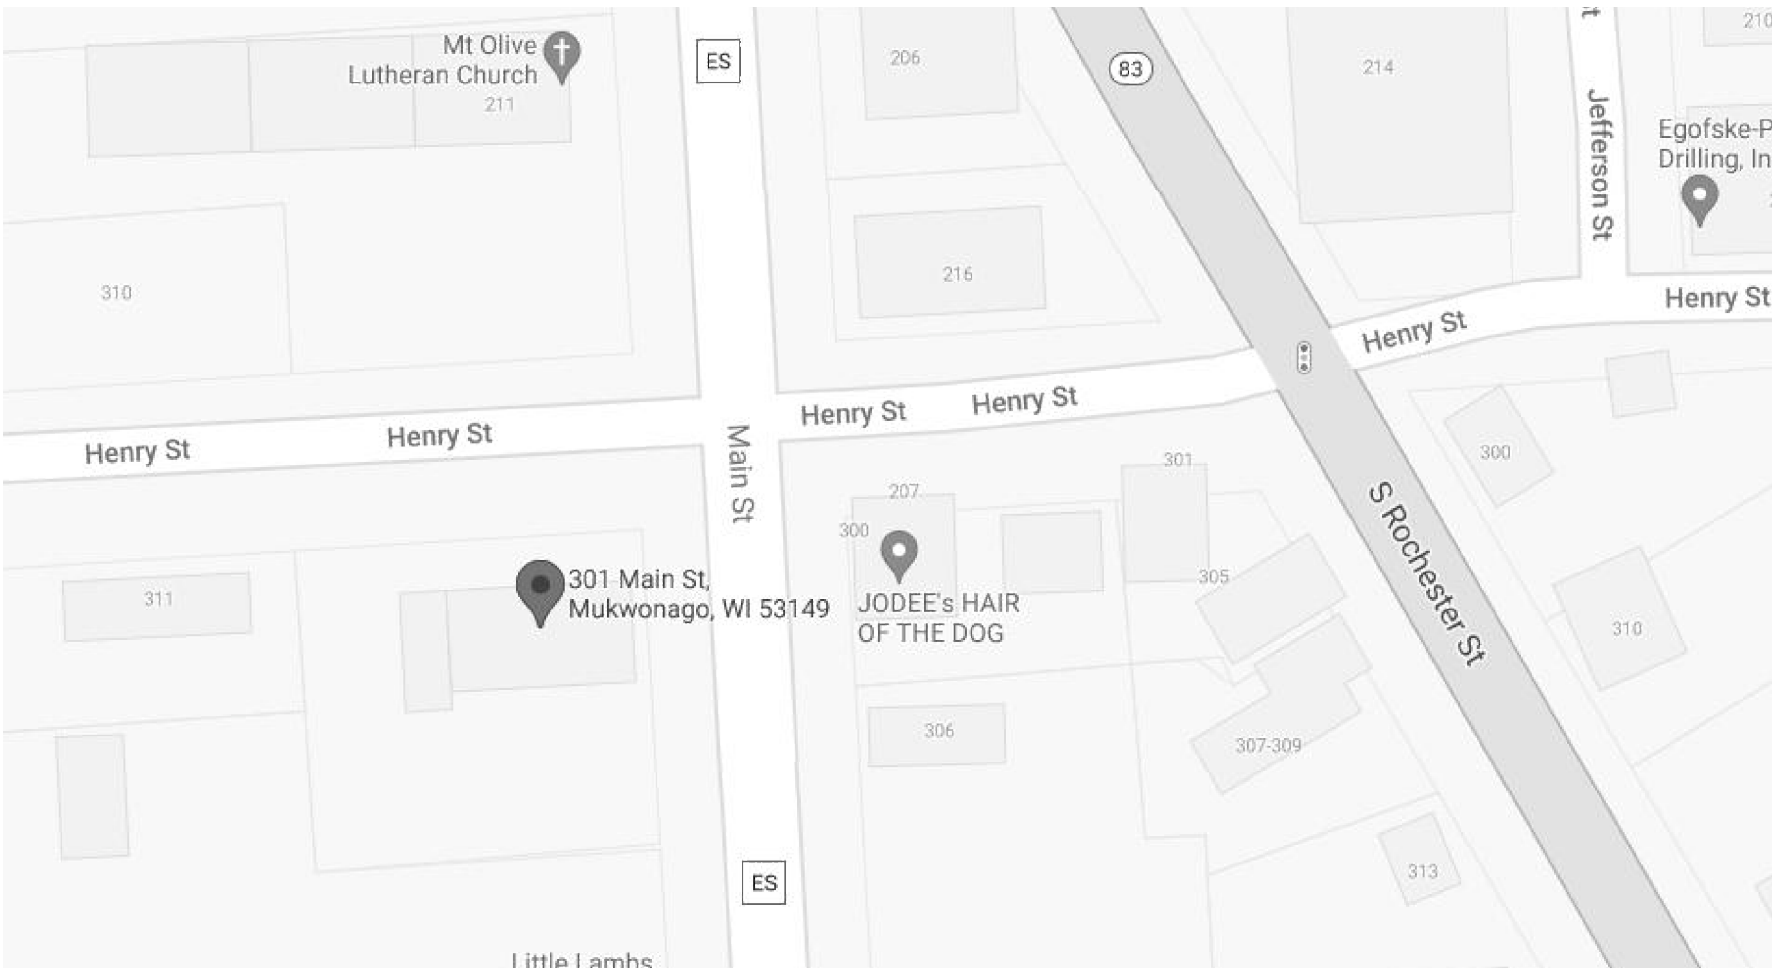 Mt Olive
Lutheran Church
211
ES
206
83
214
210
Jefferson St
Egofske-P
Drilling, In
310
216
Henry St
Henry St
Henry St
Henry St
Henry St
Henry St
Main St
207
300
301
300
S Rochester St
311
301 Main St,
Mukwonago, WI 53149
JODEE's HAIR
OF THE DOG
305
310
306
307-309
ES
313
Little Lambs